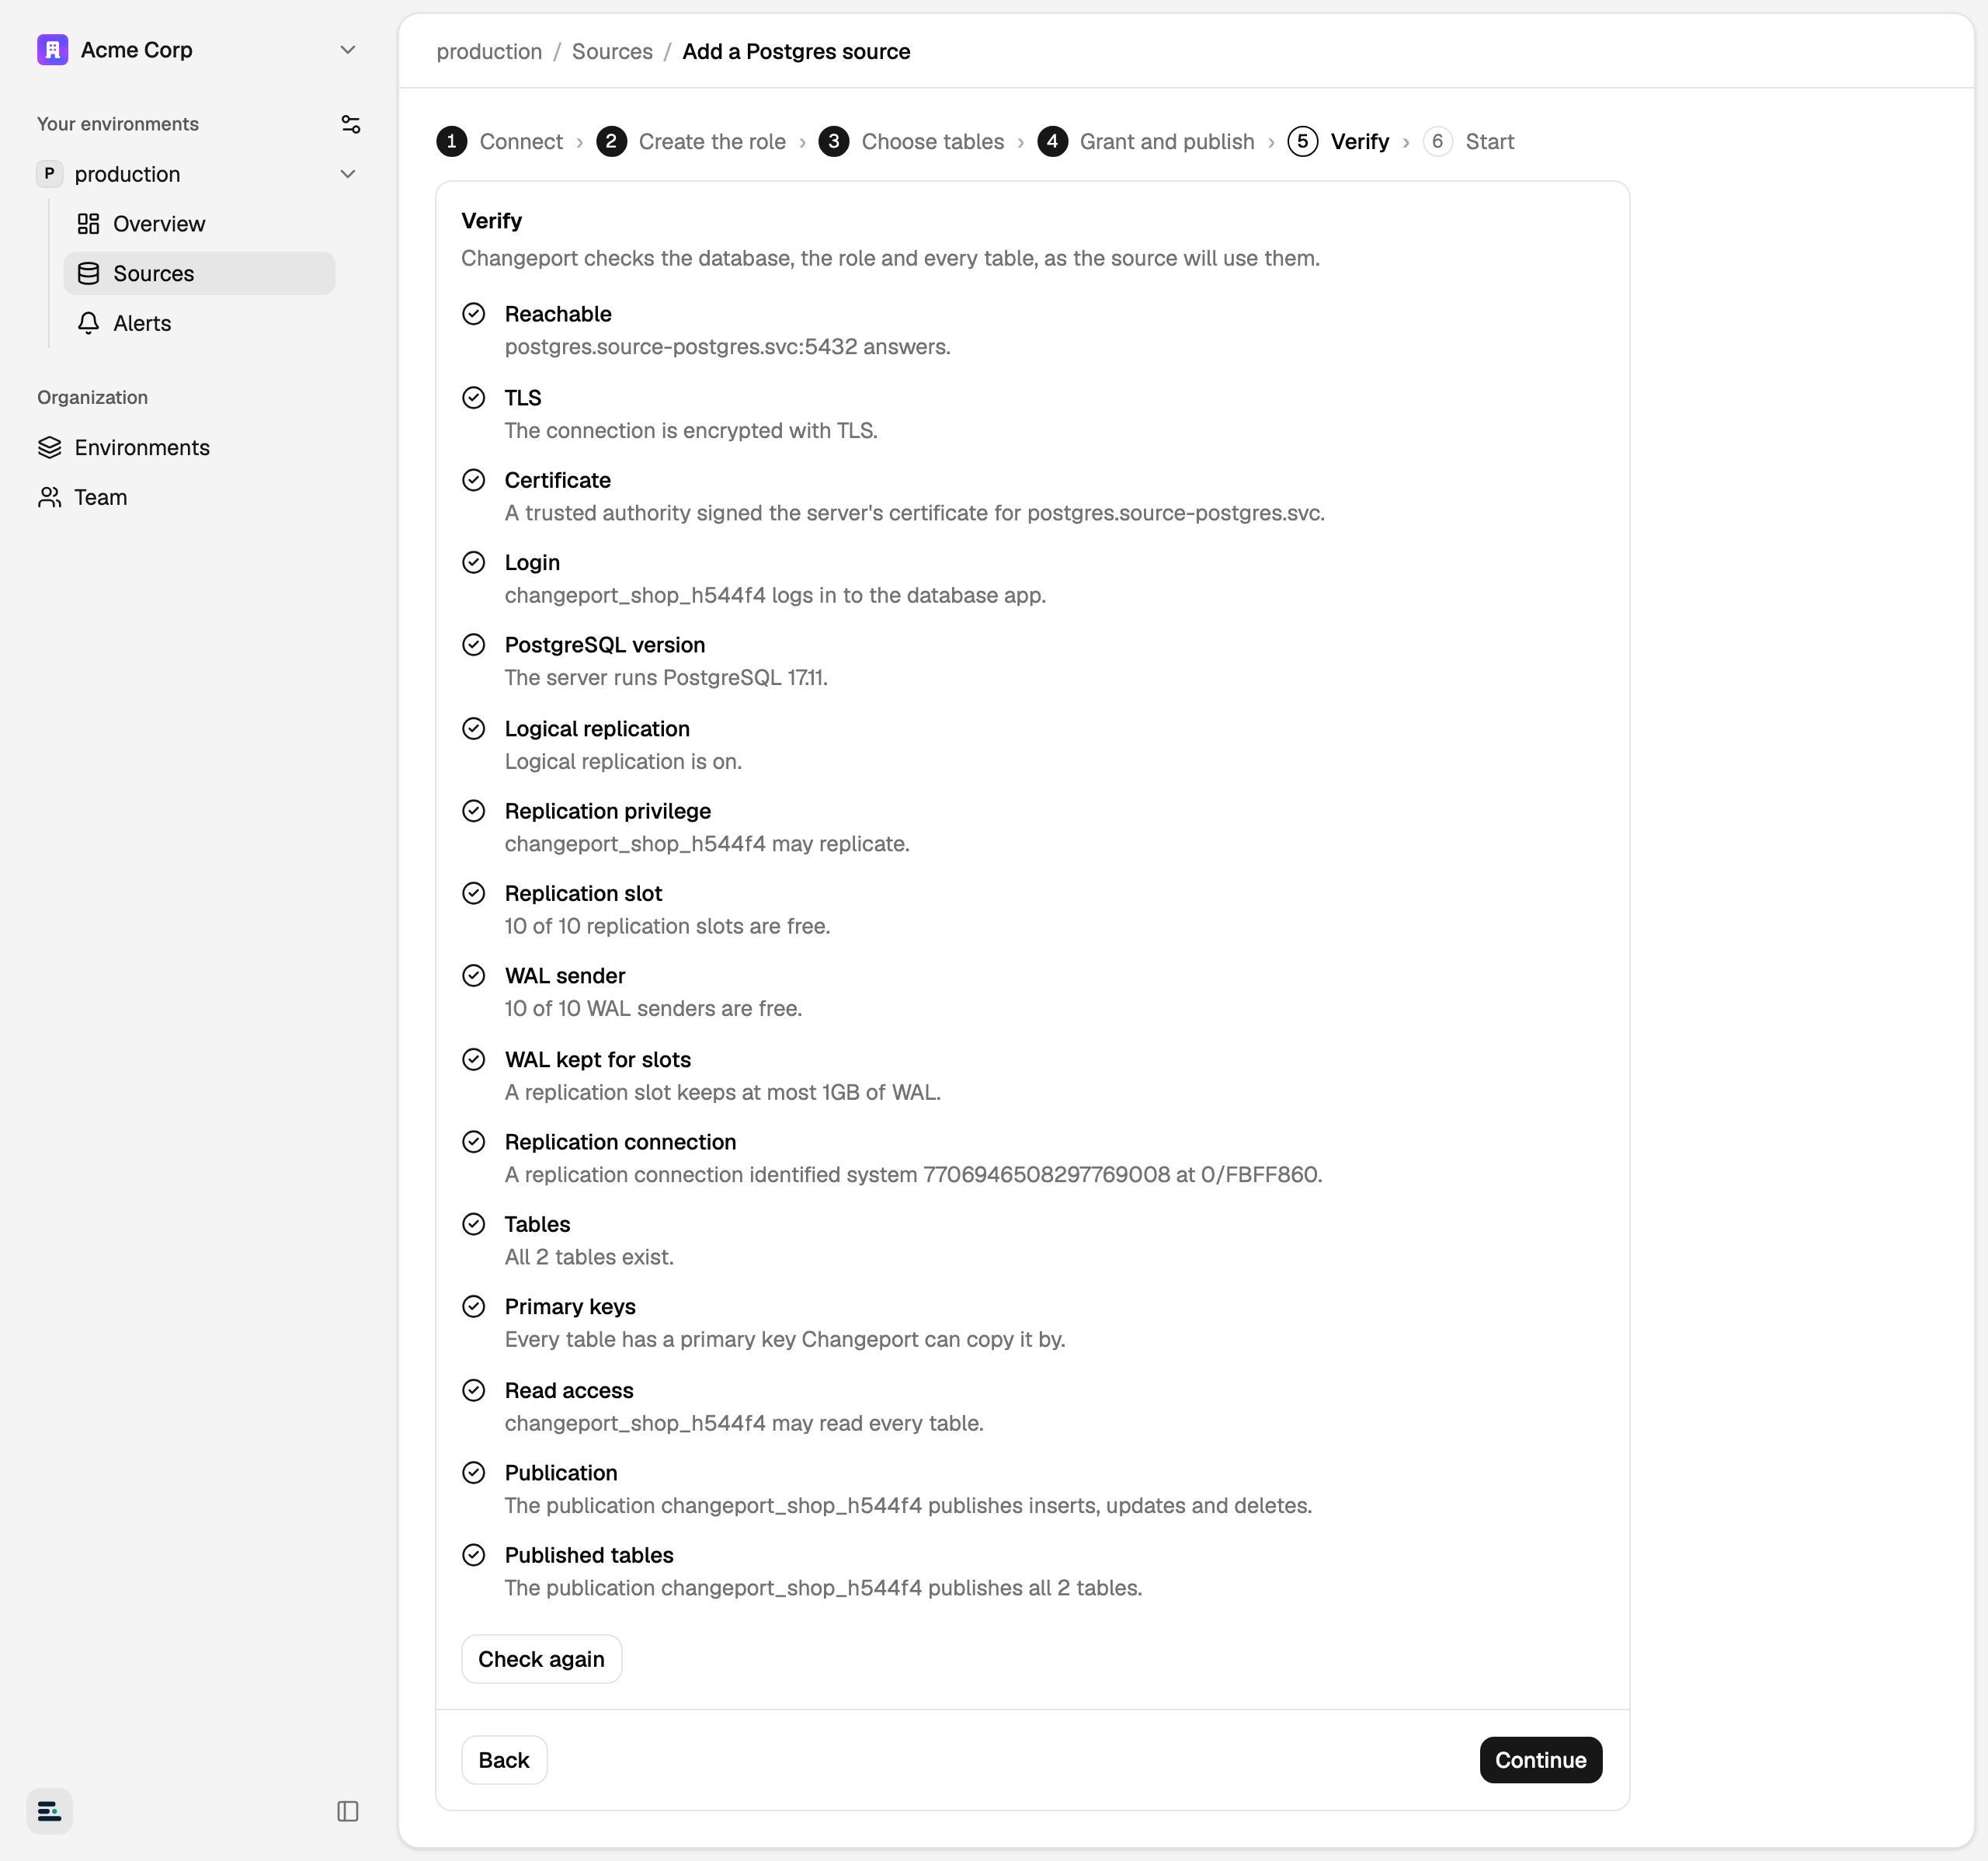 Acme Corp
Your environments
P production
Overview
Sources
Alerts
Organization
Environments
Team
production / Sources / Add a Postgres source
1 Connect › 2 Create the role › 3 Choose tables › 4 Grant and publish › 5 Verify › 6 Start
Verify
Changeport checks the database, the role and every table, as the source will use them.
Reachable
postgres.source-postgres.svc:5432 answers.
TLS
The connection is encrypted with TLS.
Certificate
A trusted authority signed the server's certificate for postgres.source-postgres.svc.
Login
changeport_shop_h544f4 logs in to the database app.
PostgreSQL version
The server runs PostgreSQL 17.11.
Logical replication
Logical replication is on.
Replication privilege
changeport_shop_h544f4 may replicate.
Replication slot
10 of 10 replication slots are free.
WAL sender
10 of 10 WAL senders are free.
WAL kept for slots
A replication slot keeps at most 1GB of WAL.
Replication connection
A replication connection identified system 7706946508297769008 at 0/FBFF860.
Tables
All 2 tables exist.
Primary keys
Every table has a primary key Changeport can copy it by.
Read access
changeport_shop_h544f4 may read every table.
Publication
The publication changeport_shop_h544f4 publishes inserts, updates and deletes.
Published tables
The publication changeport_shop_h544f4 publishes all 2 tables.
Check again
Back
Continue